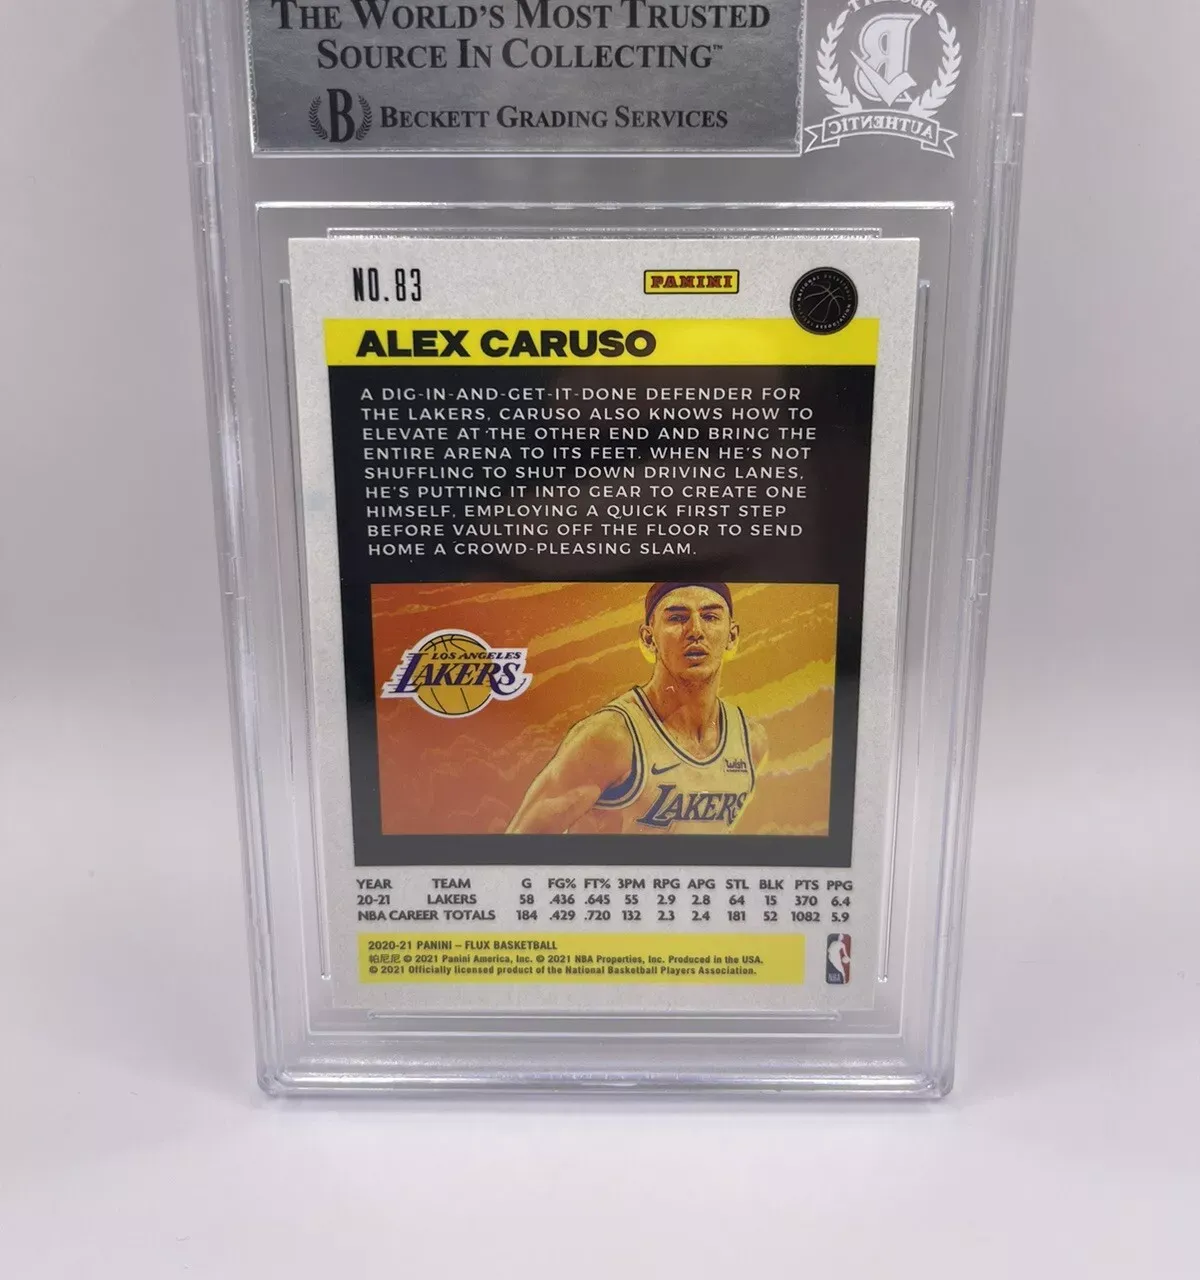 THE WORLD'S MOST TRUSTED
SOURCE IN COLLECTING™
B BECKETT GRADING SERVICES
BECKETT
B
AUTHENTIC
NO.83
PANINI
NATIONAL BASKETBALL ASSOCIATION
ALEX CARUSO
A DIG-IN-AND-GET-IT-DONE DEFENDER FOR
THE LAKERS, CARUSO ALSO KNOWS HOW TO
ELEVATE AT THE OTHER END AND BRING THE
ENTIRE ARENA TO ITS FEET. WHEN HE'S NOT
SHUFFLING TO SHUT DOWN DRIVING LANES,
HE'S PUTTING IT INTO GEAR TO CREATE ONE
HIMSELF, EMPLOYING A QUICK FIRST STEP
BEFORE VAULTING OFF THE FLOOR TO SEND
HOME A CROWD-PLEASING SLAM.
LOS ANGELES
LAKERS
wish
LAKERS
YEAR TEAM G FG% FT% 3PM RPG APG STL BLK PTS PPG
20-21 LAKERS 58 .436 .645 55 2.9 2.8 64 15 370 6.4
NBA CAREER TOTALS 184 .429 .720 132 2.3 2.4 181 52 1082 5.9
2020-21 PANINI – FLUX BASKETBALL
帕尼尼 © 2021 Panini America, Inc. © 2021 NBA Properties, Inc. Produced in the USA.
© 2021 Officially licensed product of the National Basketball Players Association.
NBA